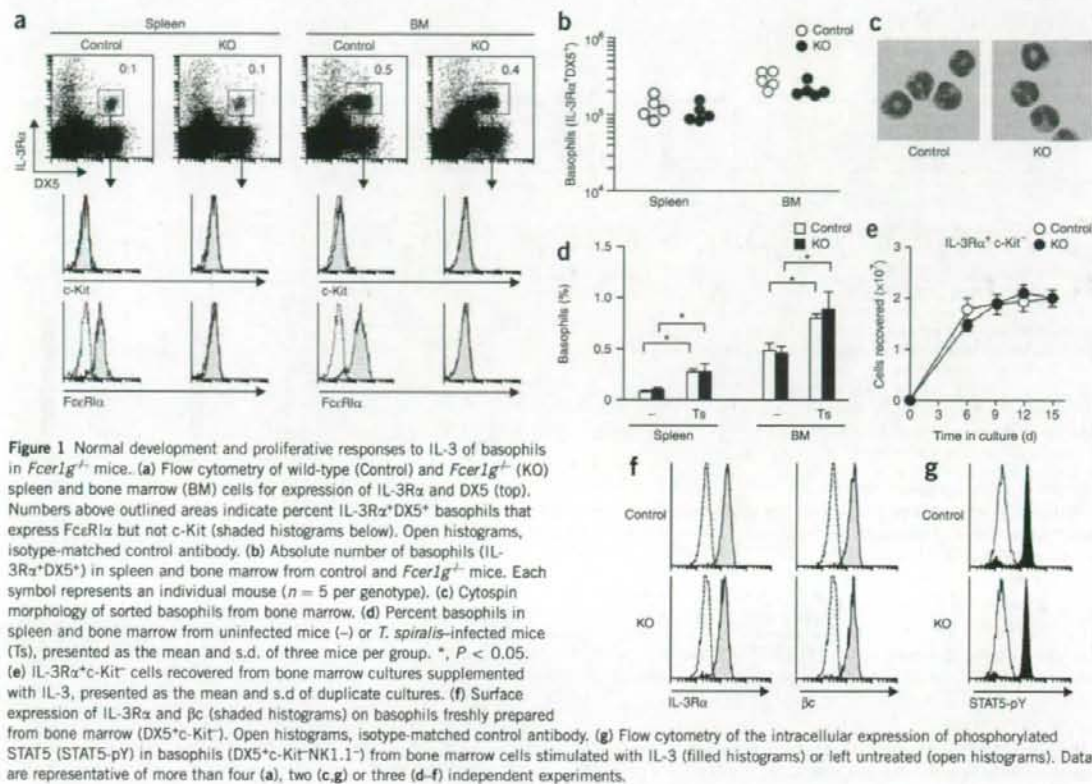 a
Spleen
BM
Control
KO
Control
KO
0.1
0.1
0.5
0.4
IL-3Rα
DX5
c-Kit
c-Kit
FcεRIα
FcεRIα
b
Control
KO
Basophils (IL-3Rα⁺DX5⁺)
10⁶
10⁵
10⁴
Spleen
BM
c
Control
KO
d
Control
KO
Basophils (%)
1.5
1.0
0.5
0
*
*
*
*
–
Ts
–
Ts
Spleen
BM
e
Control
KO
IL-3Rα⁺ c-Kit⁻
3
2
1
0
0
3
6
9
12
15
Time in culture (d)
f
Control
KO
IL-3Rα
βc
g
Control
KO
STAT5-pY
Figure 1 Normal development and proliferative responses to IL-3 of basophils
in Fcer1g⁻/⁻ mice. (a) Flow cytometry of wild-type (Control) and Fcer1g⁻/⁻ (KO)
spleen and bone marrow (BM) cells for expression of IL-3Rα and DX5 (top).
Numbers above outlined areas indicate percent IL-3Rα⁺DX5⁺ basophils that
express FcεRIα but not c-Kit (shaded histograms below). Open histograms,
isotype-matched control antibody. (b) Absolute number of basophils (IL-
3Rα⁺DX5⁺) in spleen and bone marrow from control and Fcer1g⁻/⁻ mice. Each
symbol represents an individual mouse (n = 5 per genotype). (c) Cytospin
morphology of sorted basophils from bone marrow. (d) Percent basophils in
spleen and bone marrow from uninfected mice (–) or T. spiralis–infected mice
(Ts), presented as the mean and s.d. of three mice per group. *, P < 0.05.
(e) IL-3Rα⁺c-Kit⁻ cells recovered from bone marrow cultures supplemented
with IL-3, presented as the mean and s.d of duplicate cultures. (f) Surface
expression of IL-3Rα and βc (shaded histograms) on basophils freshly prepared
from bone marrow (DX5⁺c-Kit⁻). Open histograms, isotype-matched control antibody. (g) Flow cytometry of the intracellular expression of phosphorylated
STAT5 (STAT5-pY) in basophils (DX5⁺c-Kit⁻NK1.1⁻) from bone marrow cells stimulated with IL-3 (filled histograms) or left untreated (open histograms). Data
are representative of more than four (a), two (c,g) or three (d–f) independent experiments.